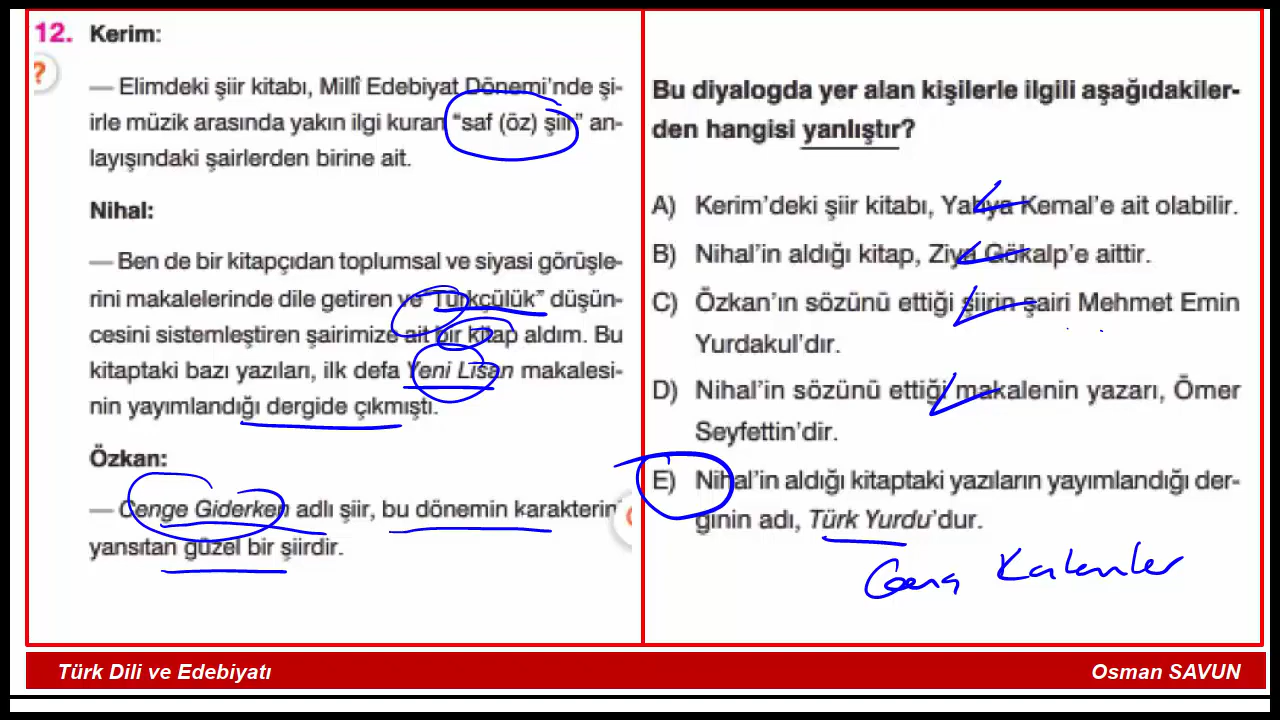 12. Kerim:
?
— Elimdeki şiir kitabı, Millî Edebiyat Dönemi'nde şi-
irle müzik arasında yakın ilgi kuran "saf (öz) şiir" an-
layışındaki şairlerden birine ait.
Nihal:
— Ben de bir kitapçıdan toplumsal ve siyasi görüşle-
rini makalelerinde dile getiren ve "Türkçülük" düşün-
cesini sistemleştiren şairimize ait bir kitap aldım. Bu
kitaptaki bazı yazıları, ilk defa Yeni Lisan makalesi-
nin yayımlandığı dergide çıkmıştı.
Özkan:
— Cenge Giderken adlı şiir, bu dönemin karakterini
yansıtan güzel bir şiirdir.
Bu diyalogda yer alan kişilerle ilgili aşağıdakiler-
den hangisi yanlıştır?
A) Kerim'deki şiir kitabı, Yahya Kemal'e ait olabilir.
B) Nihal'in aldığı kitap, Ziya Gökalp'e aittir.
C) Özkan'ın sözünü ettiği şiirin şairi Mehmet Emin
Yurdakul'dır.
D) Nihal'in sözünü ettiği makalenin yazarı, Ömer
Seyfettin'dir.
E) Nihal'in aldığı kitaptaki yazıların yayımlandığı der-
ginin adı, Türk Yurdu'dur.
Genç Kalemler
Türk Dili ve Edebiyatı
Osman SAVUN